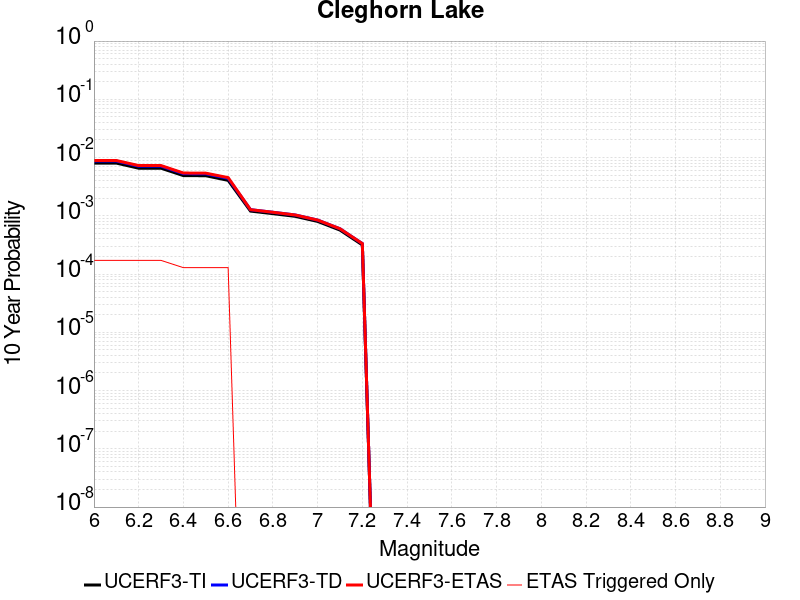 Cleghorn Lake
10^0
10^-1
10^-2
10^-3
10^-4
10^-5
10^-6
10^-7
10^-8
10 Year Probability
6 6.2 6.4 6.6 6.8 7 7.2 7.4 7.6 7.8 8 8.2 8.4 8.6 8.8 9
Magnitude
UCERF3-TI UCERF3-TD UCERF3-ETAS ETAS Triggered Only